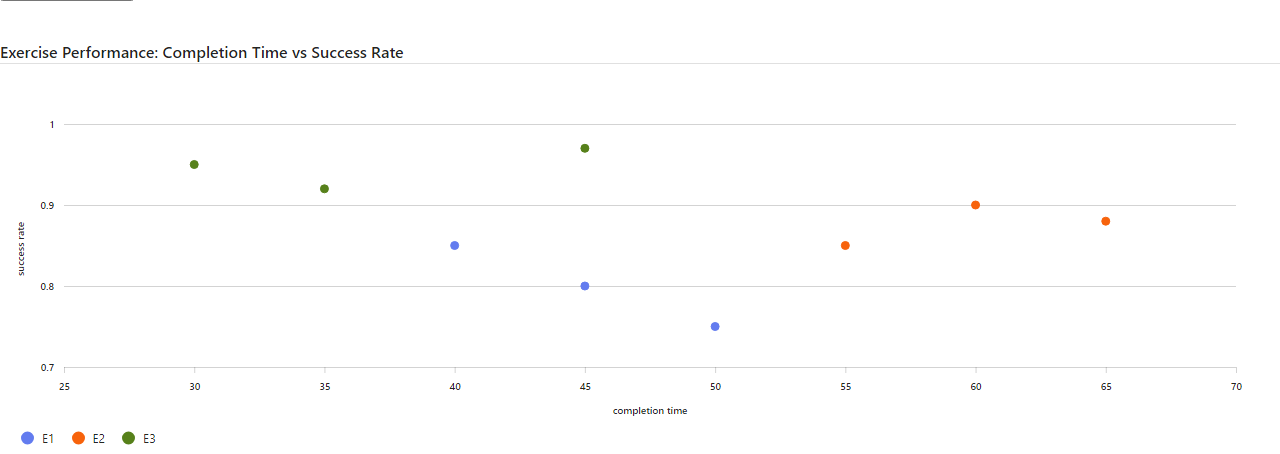 Exercise Performance: Completion Time vs Success Rate
1
0.9
0.8
0.7
success rate
25 30 35 40 45 50 55 60 65 70
completion time
E1 E2 E3